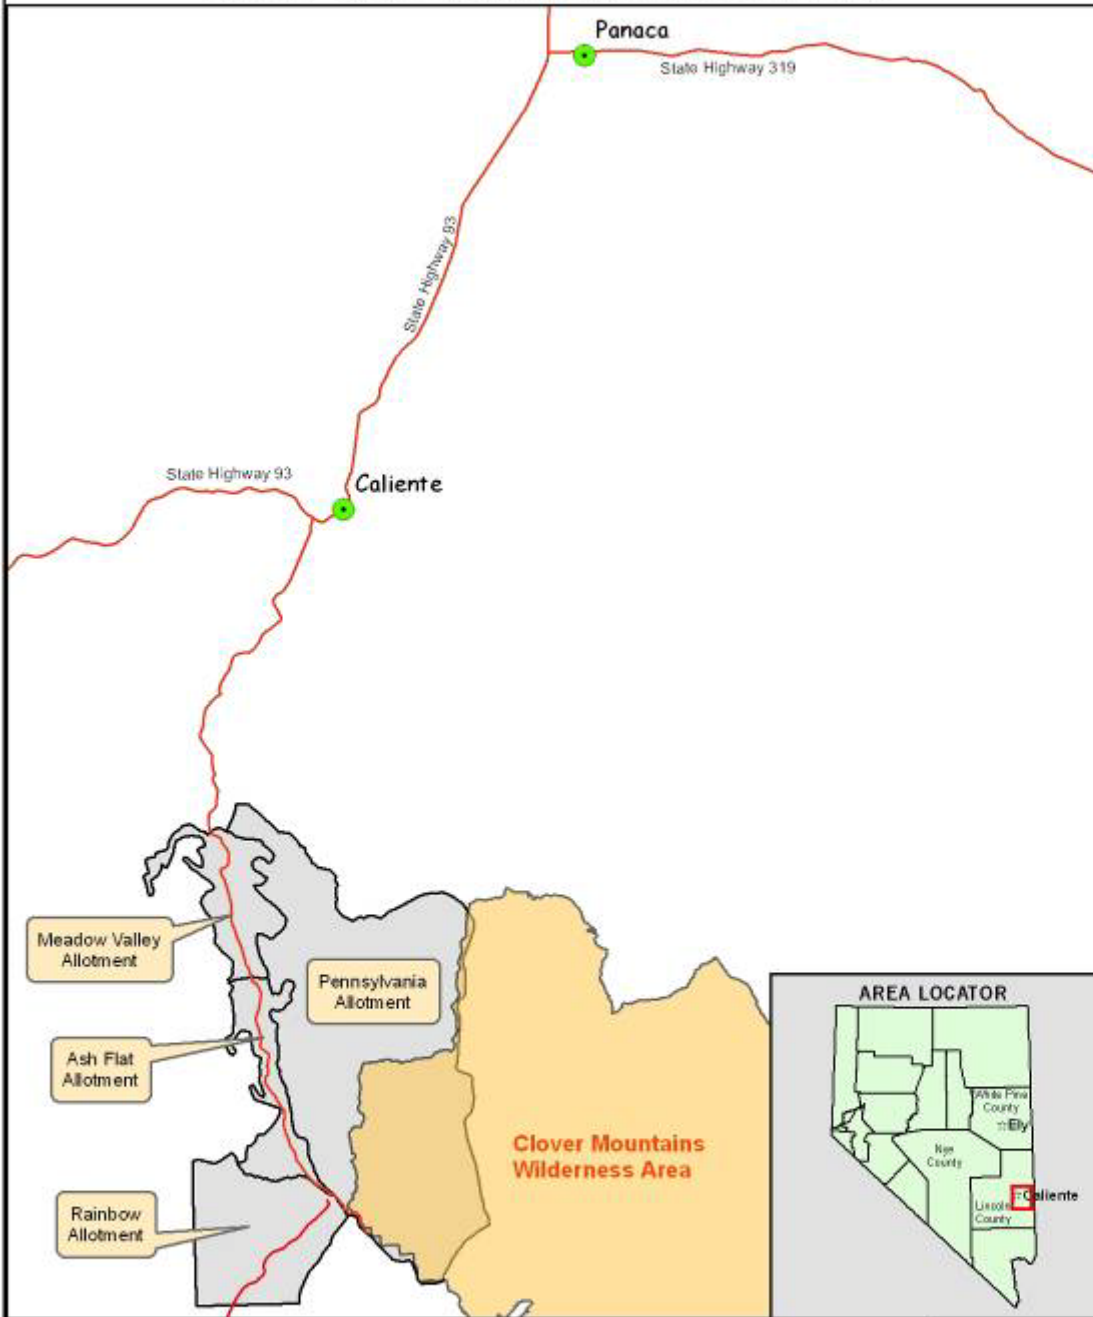 Panaca
State Highway 319
State Highway 93
State Highway 93
Caliente
Meadow Valley
Allotment
Pennsylvania
Allotment
Ash Flat
Allotment
Clover Mountains
Wilderness Area
Rainbow
Allotment
AREA LOCATOR
White Pine
County
Ely
Nye
County
Caliente
Lincoln
County